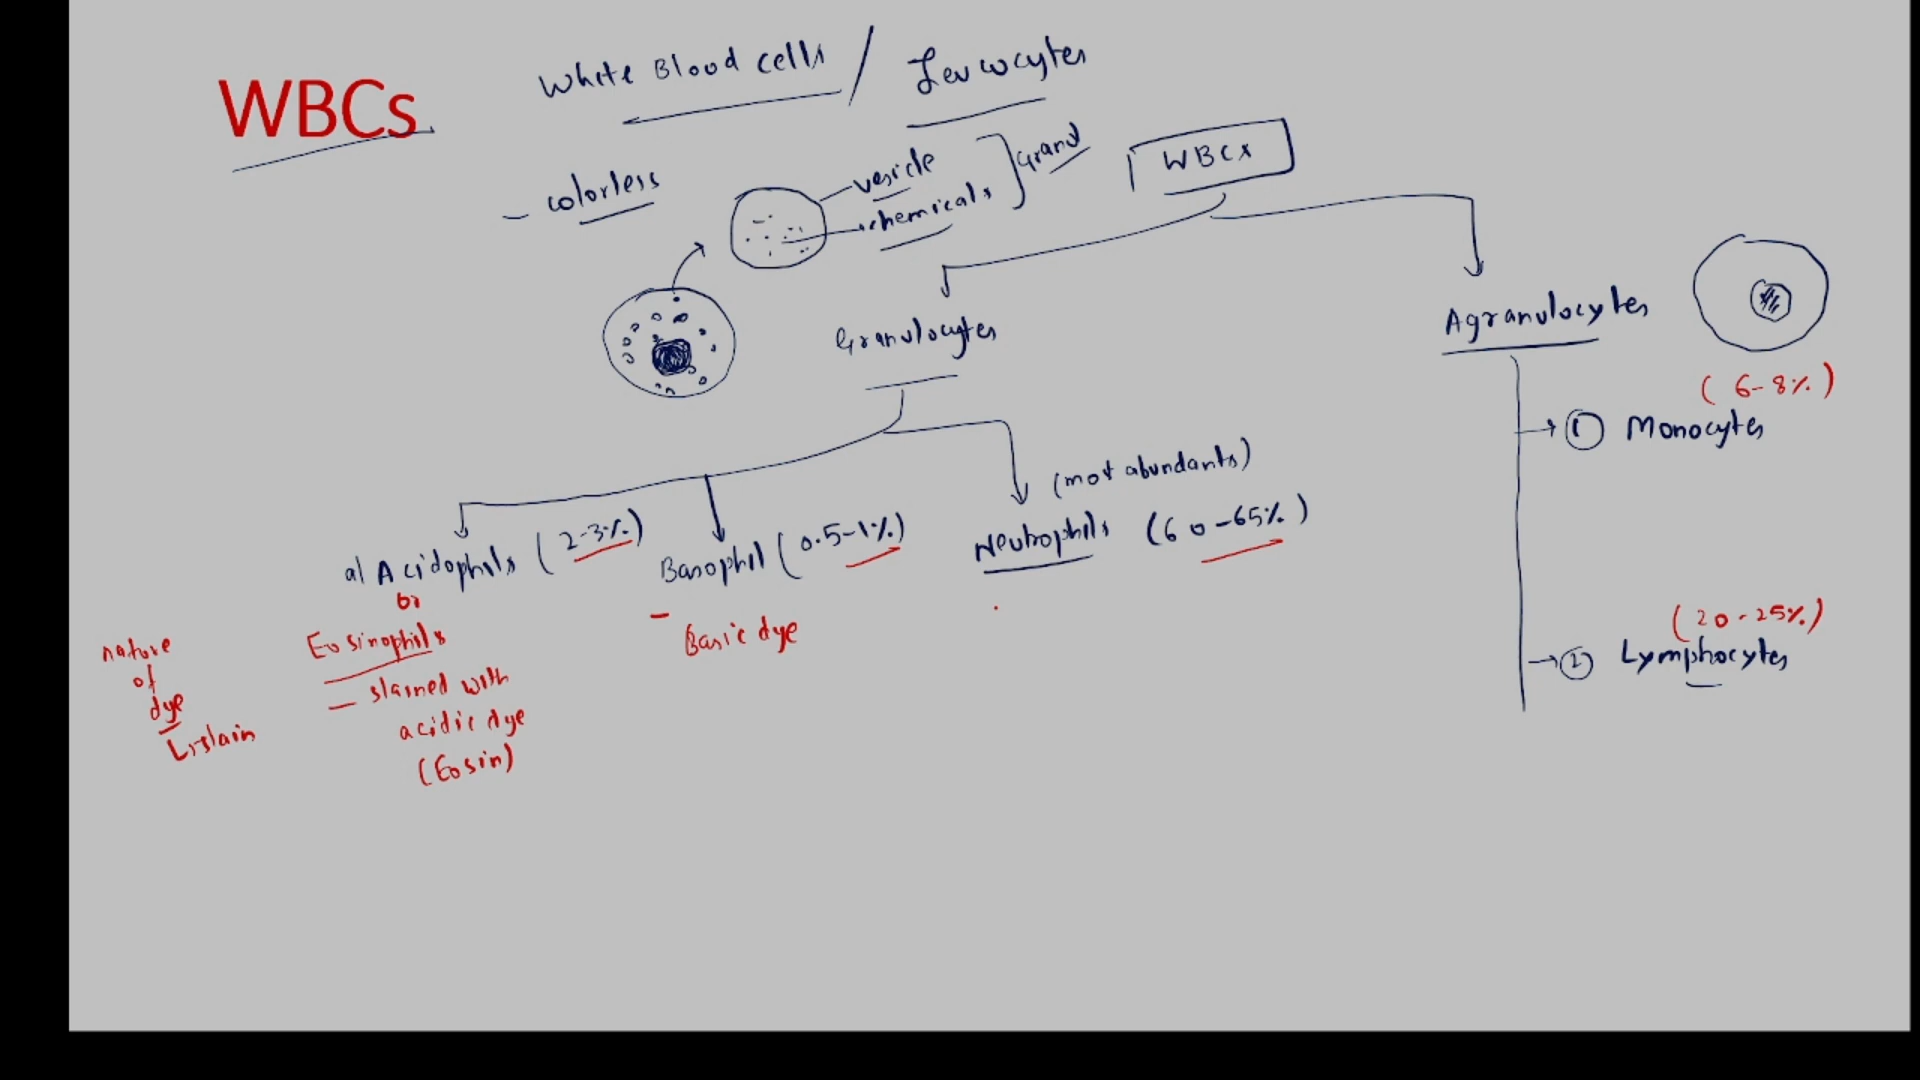 WBCs
White Blood cells / Leucocytes
- colorless
vesicle
chemicals
WBCs
Granulocytes
Agranulocytes
(6-8%)
① Monocytes
(most abundants)
a) Acidophils (2-3%)
Basophil (0.5-1%)
Neutrophils (60-65%)
or
Eosinophils
- stained with
acidic dye
(Eosin)
- Basic dye
nature
of
dye
stain
(20-25%)
② Lymphocytes